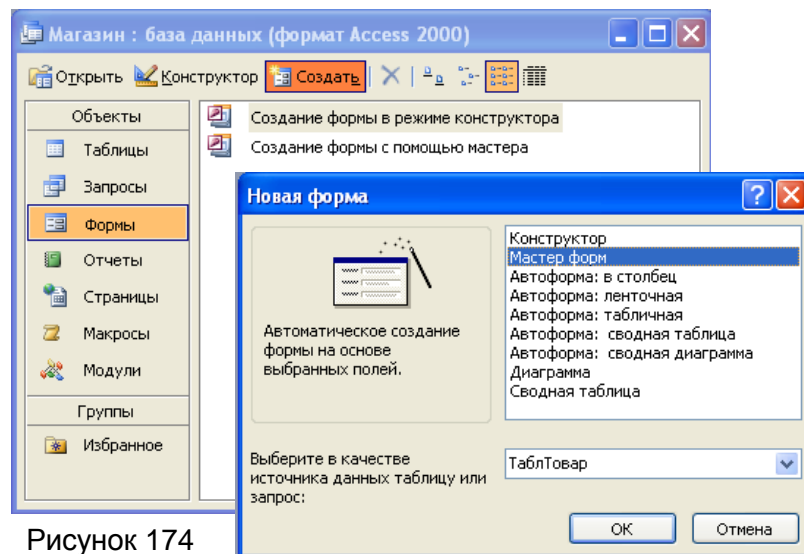 Магазин : база данных (формат Access 2000)
Открыть Конструктор Создать
Объекты
Таблицы
Запросы
Формы
Отчеты
Страницы
Макросы
Модули
Группы
Избранное
Создание формы в режиме конструктора
Создание формы с помощью мастера
Новая форма
Автоматическое создание
формы на основе
выбранных полей.
Конструктор
Мастер форм
Автоформа: в столбец
Автоформа: ленточная
Автоформа: табличная
Автоформа: сводная таблица
Автоформа: сводная диаграмма
Диаграмма
Сводная таблица
Выберите в качестве
источника данных таблицу или
запрос:
ТаблТовар
ОК Отмена
Рисунок 174